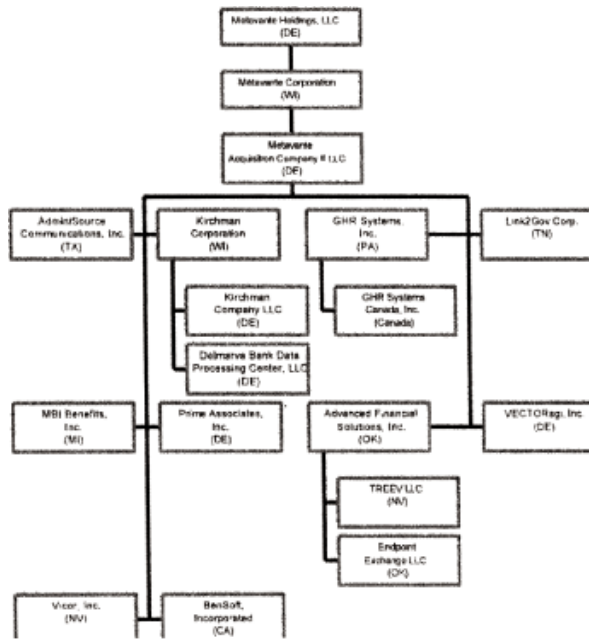 Metavante Holdings, LLC
(DE)
Metavante Corporation
(WI)
Metavante
Acquisition Company II LLC
(DE)
AdminiSource
Communications, Inc.
(TX)
Kirchman
Corporation
(WI)
GHR Systems,
Inc.
(PA)
Link2Gov Corp.
(TN)
Kirchman
Company LLC
(DE)
GHR Systems
Canada, Inc.
(Canada)
Delmarva Bank Data
Processing Center, LLC
(DE)
MBI Benefits,
Inc.
(MI)
Prime Associates,
Inc.
(DE)
Advanced Financial
Solutions, Inc.
(OK)
VECTORsgi, Inc.
(DE)
TREEV LLC
(NV)
Endpoint
Exchange LLC
(OK)
Vicor, Inc.
(NV)
BenSoft,
Incorporated
(CA)